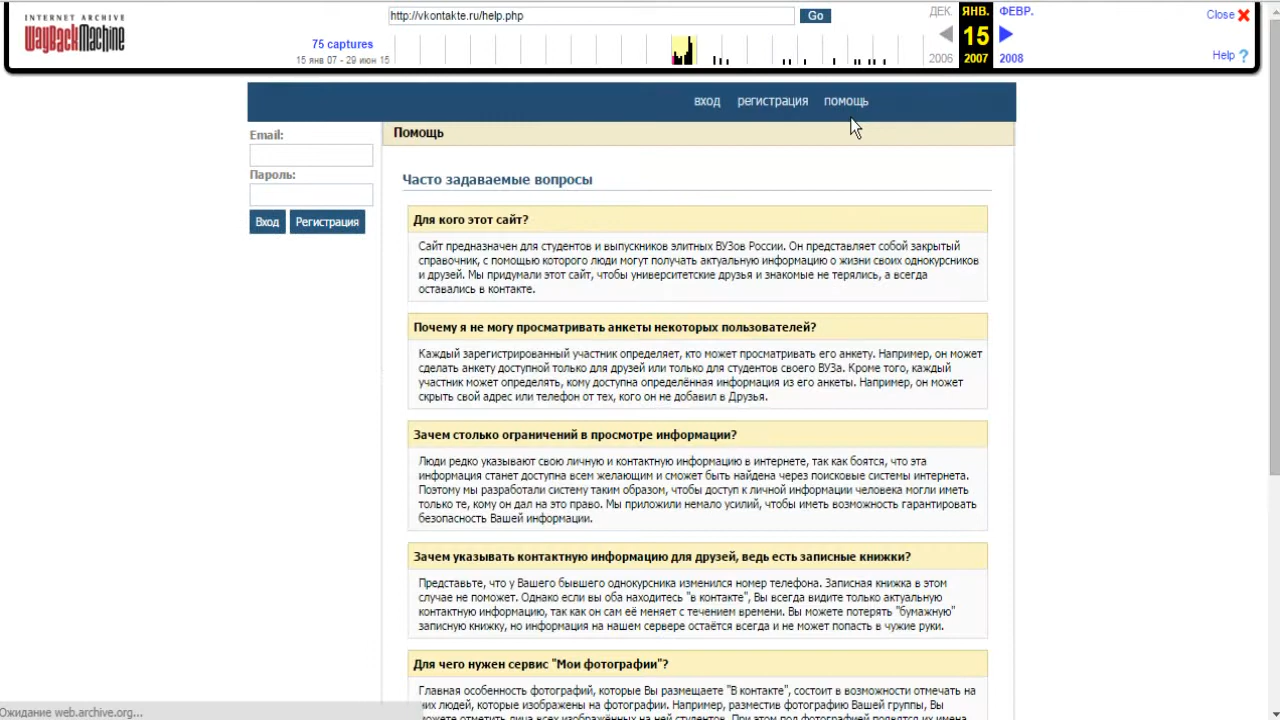 INTERNET ARCHIVE
WayBackMachine
http://vkontakte.ru/help.php
Go
75 captures
15 янв 07 - 29 июн 15
ДЕК.
ЯНВ.
ФЕВР.
15
2006
2007
2008
Close
Help ?
вход
регистрация
помощь
Email:
Пароль:
Вход
Регистрация
Помощь
Часто задаваемые вопросы
Для кого этот сайт?
Сайт предназначен для студентов и выпускников элитных ВУЗов России. Он представляет собой закрытый
справочник, с помощью которого люди могут получать актуальную информацию о жизни своих однокурсников
и друзей. Мы придумали этот сайт, чтобы университетские друзья и знакомые не терялись, а всегда
оставались в контакте.
Почему я не могу просматривать анкеты некоторых пользователей?
Каждый зарегистрированный участник определяет, кто может просматривать его анкету. Например, он может
сделать анкету доступной только для друзей или только для студентов своего ВУЗа. Кроме того, каждый
участник может определять, кому доступна определённая информация из его анкеты. Например, он может
скрыть свой адрес или телефон от тех, кого он не добавил в Друзья.
Зачем столько ограничений в просмотре информации?
Люди редко указывают свою личную и контактную информацию в интернете, так как боятся, что эта
информация станет доступна всем желающим и сможет быть найдена через поисковые системы интернета.
Поэтому мы разработали систему таким образом, чтобы доступ к личной информации человека могли иметь
только те, кому он дал на это право. Мы приложили немало усилий, чтобы иметь возможность гарантировать
безопасность Вашей информации.
Зачем указывать контактную информацию для друзей, ведь есть записные книжки?
Представьте, что у Вашего бывшего однокурсника изменился номер телефона. Записная книжка в этом
случае не поможет. Однако если вы оба находитесь "в контакте", Вы всегда видите только актуальную
контактную информацию, так как он сам её меняет с течением времени. Вы можете потерять "бумажную"
записную книжку, но информация на нашем сервере остаётся всегда и не может попасть в чужие руки.
Для чего нужен сервис "Мои фотографии"?
Главная особенность фотографий, которые Вы размещаете "В контакте", состоит в возможности отмечать на
них людей, которые изображены на фотографии. Например, разместив фотографию Вашей группы, Вы
можете отметить лица всех изображённых на ней студентов. При этом под фотографией появятся их имена
Ожидание web.archive.org...